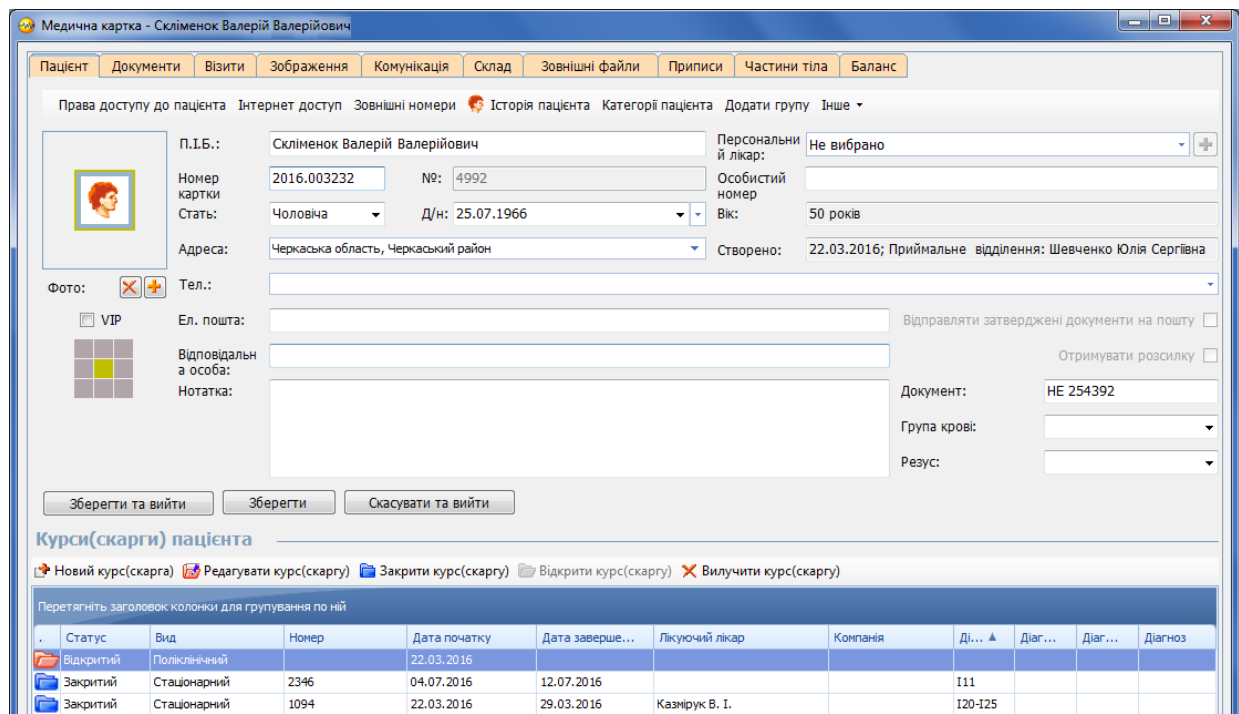 Медична картка - Скліменок Валерій Валерійович
Пацієнт Документи Візити Зображення Комунікація Склад Зовнішні файли Приписи Частини тіла Баланс
Права доступу до пацієнта Інтернет доступ Зовнішні номери Історія пацієнта Категорії пацієнта Додати групу Інше
П.І.Б.: Скліменок Валерій Валерійович Персональни й лікар: Не вибрано
Номер картки 2016.003232 №: 4992 Особистий номер
Стать: Чоловіча Д/н: 25.07.1966 Вік: 50 років
Адреса: Черкаська область, Черкаський район Створено: 22.03.2016; Приймальне відділення: Шевченко Юлія Сергіївна
Фото: Тел.:
VIP Ел. пошта: Відправляти затверджені документи на пошту
Відповідальн а особа: Отримувати розсилку
Нотатка: Документ: НЕ 254392
Група крові:
Резус:
Зберегти та вийти Зберегти Скасувати та вийти
Курси(скарги) пацієнта
Новий курс(скарга) Редагувати курс(скаргу) Закрити курс(скаргу) Відкрити курс(скаргу) Вилучити курс(скаргу)
Перетягніть заголовок колонки для групування по ній
.. Статус Вид Номер Дата початку Дата заверше... Лікуючий лікар Компанія Ді... Діаг... Діаг... Діагноз
Відкритий Поліклінічний 22.03.2016
Закритий Стаціонарний 2346 04.07.2016 12.07.2016 I11
Закритий Стаціонарний 1094 22.03.2016 29.03.2016 Казмірук В. І. I20-I25